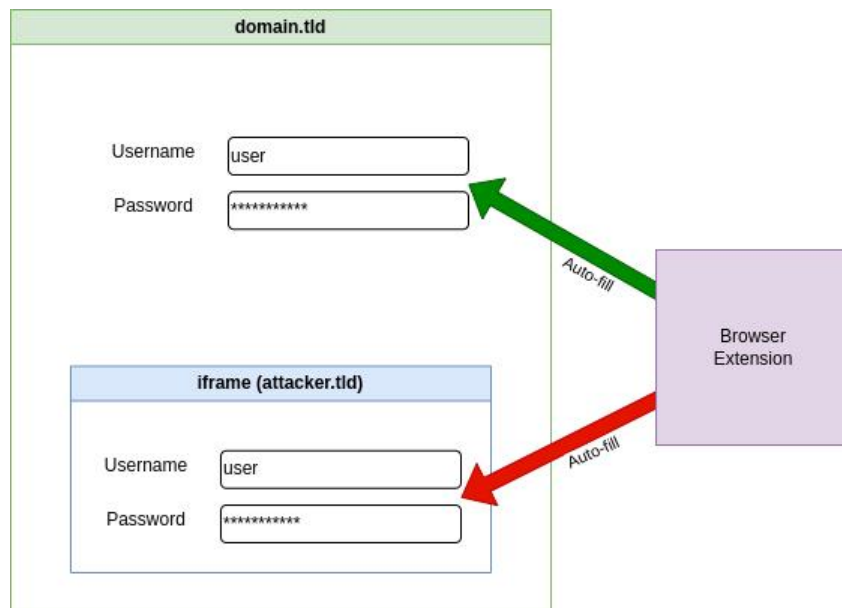 domain.tld
Username
user
Password
***********
Auto-fill
Browser
Extension
iframe (attacker.tld)
Auto-fill
Username
user
Password
***********